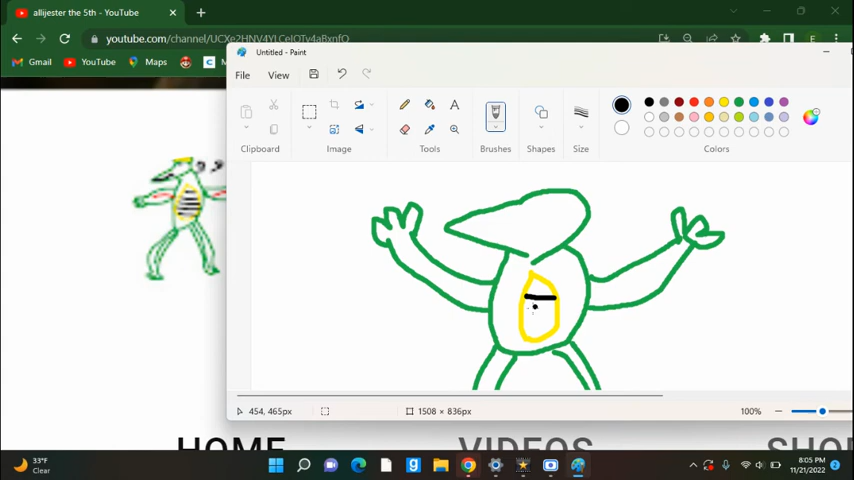 allijester the 5th - YouTube
youtube.com/channel/UCXe2HNV4YLCeIOTv4aBxnfQ
Gmail YouTube Maps
Untitled - Paint
File View
Clipboard Image Tools Brushes Shapes Size Colors
454, 465px 1508 × 836px 100%
HOME VIDEOS SHO
33°F 8:05 PM
Clear 11/21/2022